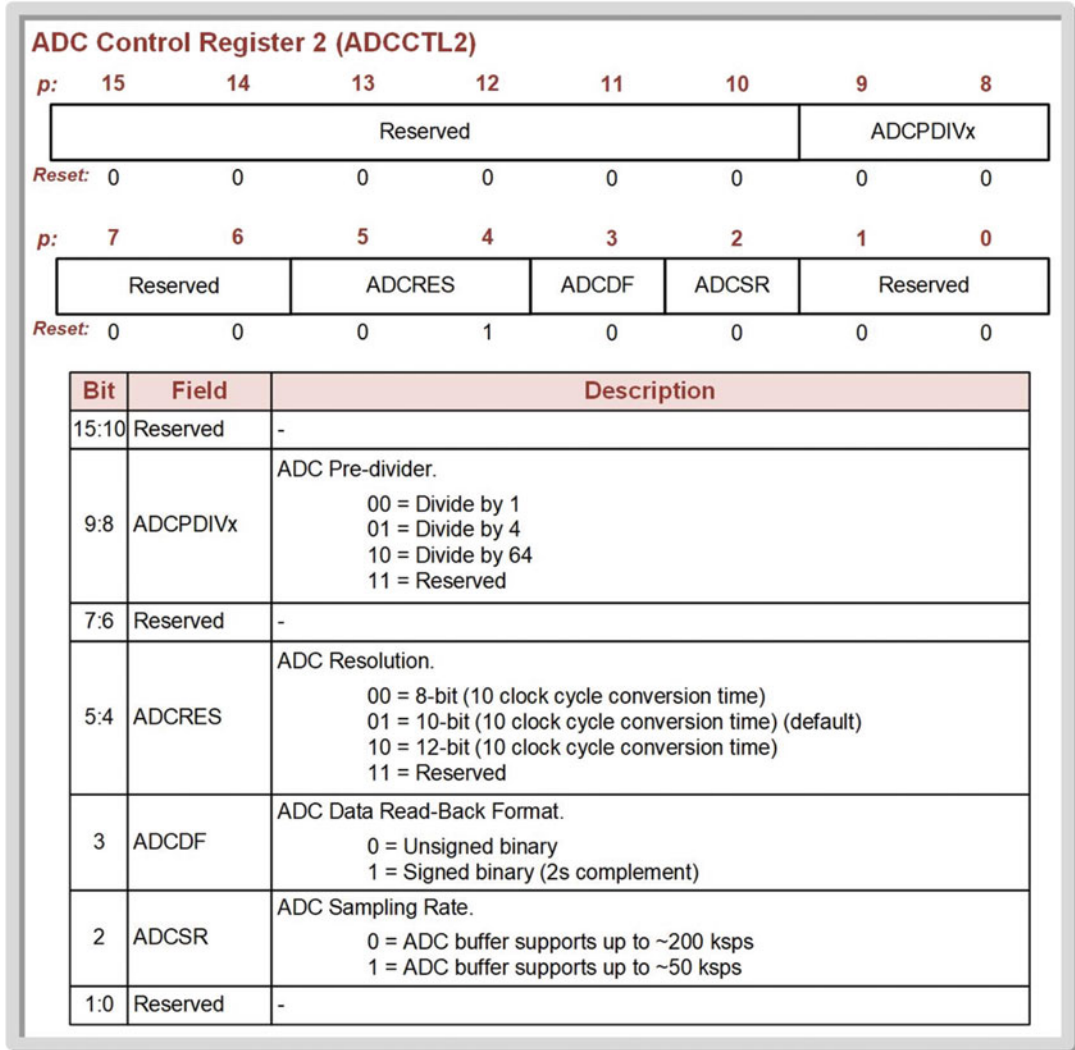 ADC Control Register 2 (ADCCTL2)
p: 15 14 13 12 11 10 9 8
Reserved ADCPDIVx
Reset: 0 0 0 0 0 0 0 0
p: 7 6 5 4 3 2 1 0
Reserved ADCRES ADCDF ADCSR Reserved
Reset: 0 0 0 1 0 0 0 0
Bit Field Description
15:10 Reserved -
9:8 ADCPDIVx ADC Pre-divider.
00 = Divide by 1
01 = Divide by 4
10 = Divide by 64
11 = Reserved
7:6 Reserved -
5:4 ADCRES ADC Resolution.
00 = 8-bit (10 clock cycle conversion time)
01 = 10-bit (10 clock cycle conversion time) (default)
10 = 12-bit (10 clock cycle conversion time)
11 = Reserved
3 ADCDF ADC Data Read-Back Format.
0 = Unsigned binary
1 = Signed binary (2s complement)
2 ADCSR ADC Sampling Rate.
0 = ADC buffer supports up to ~200 ksps
1 = ADC buffer supports up to ~50 ksps
1:0 Reserved -